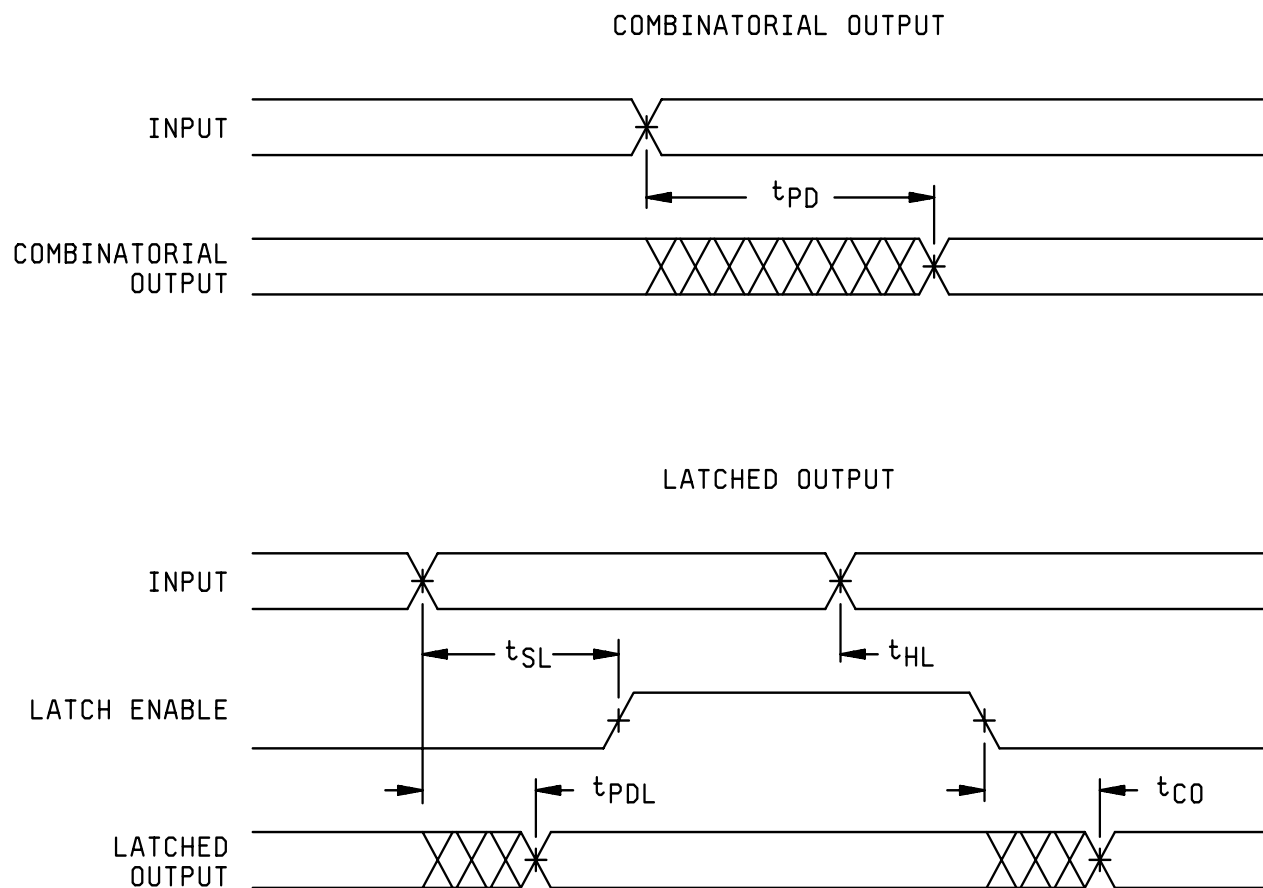 COMBINATORIAL OUTPUT
INPUT
tPD
COMBINATORIAL
OUTPUT
LATCHED OUTPUT
INPUT
tSL
tHL
LATCH ENABLE
tPDL
tCO
LATCHED
OUTPUT